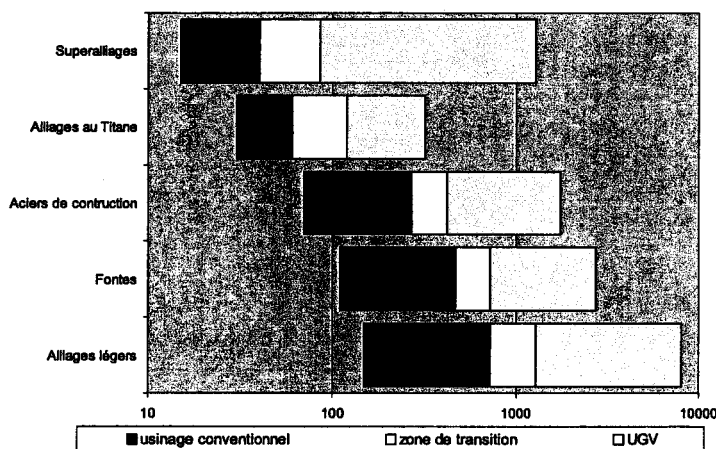 Superalliages
Alliages au Titane
Aciers de contruction
Fontes
Alliages légers
10 100 1000 10000
usinage conventionnel zone de transition UGV